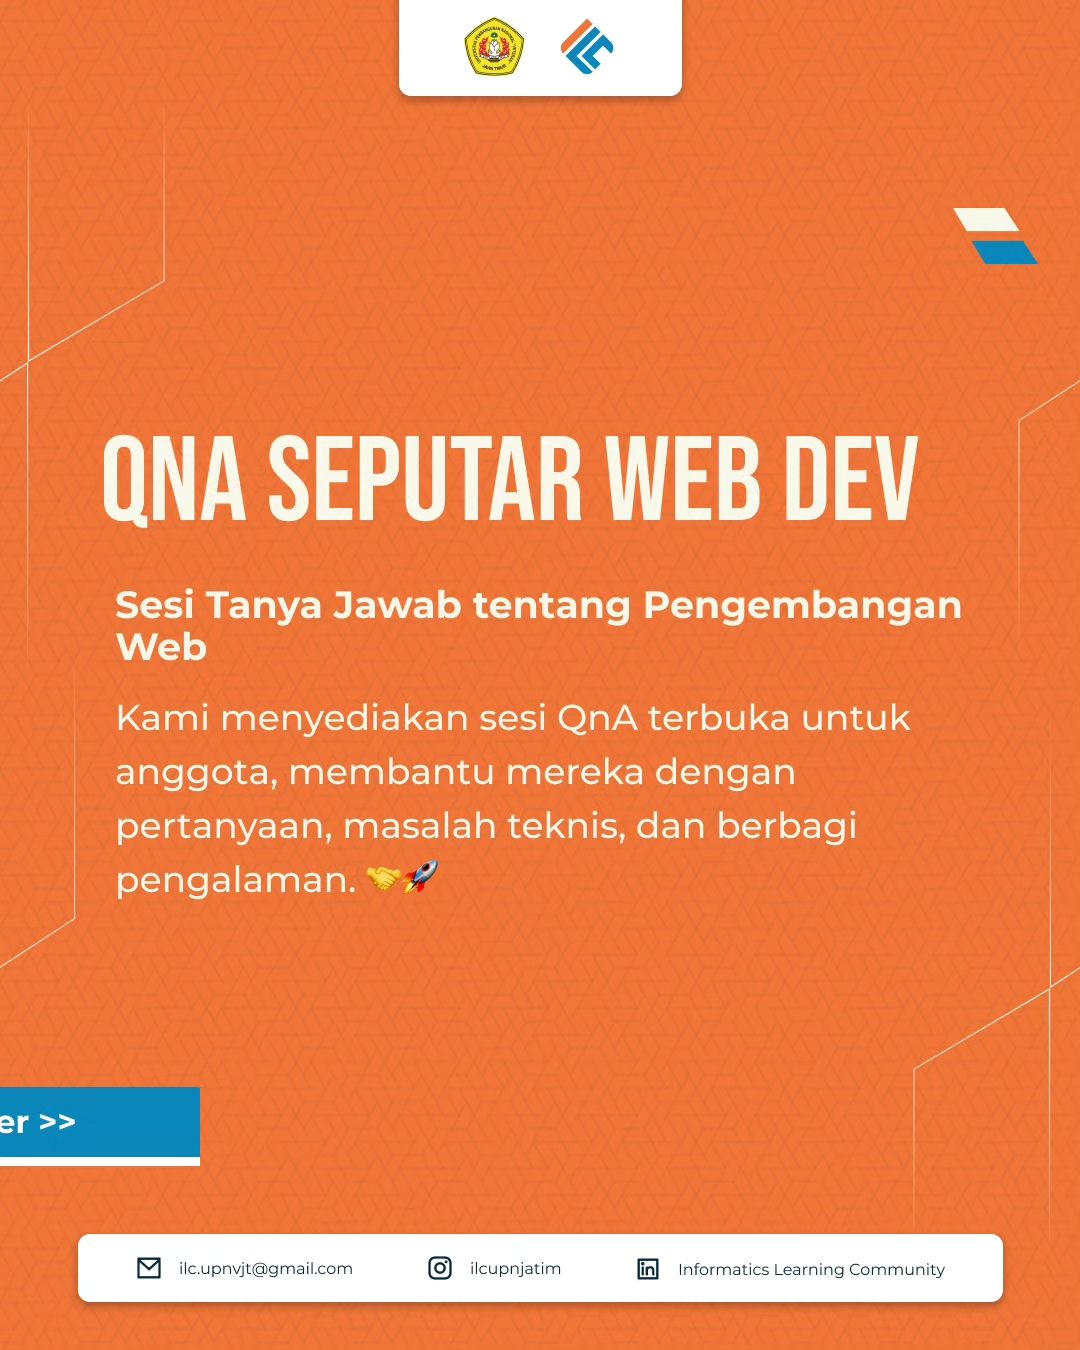 QNA SEPUTAR WEB DEV
Sesi Tanya Jawab tentang Pengembangan
Web
Kami menyediakan sesi QnA terbuka untuk
anggota, membantu mereka dengan
pertanyaan, masalah teknis, dan berbagi
pengalaman. 🤝🚀
er >>
ilc.upnvjt@gmail.com
ilcupnjatim
Informatics Learning Community